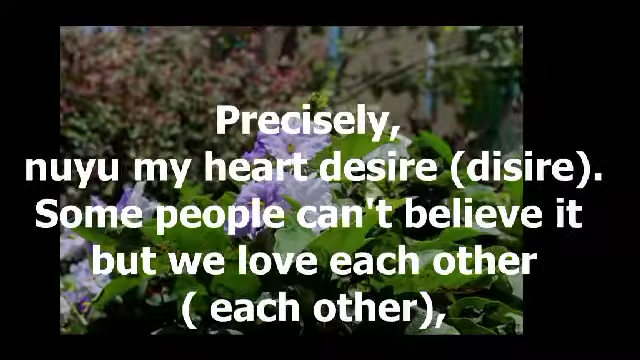 Precisely,
nuyu my heart desire (disire).
Some people can't believe it
but we love each other
( each other),